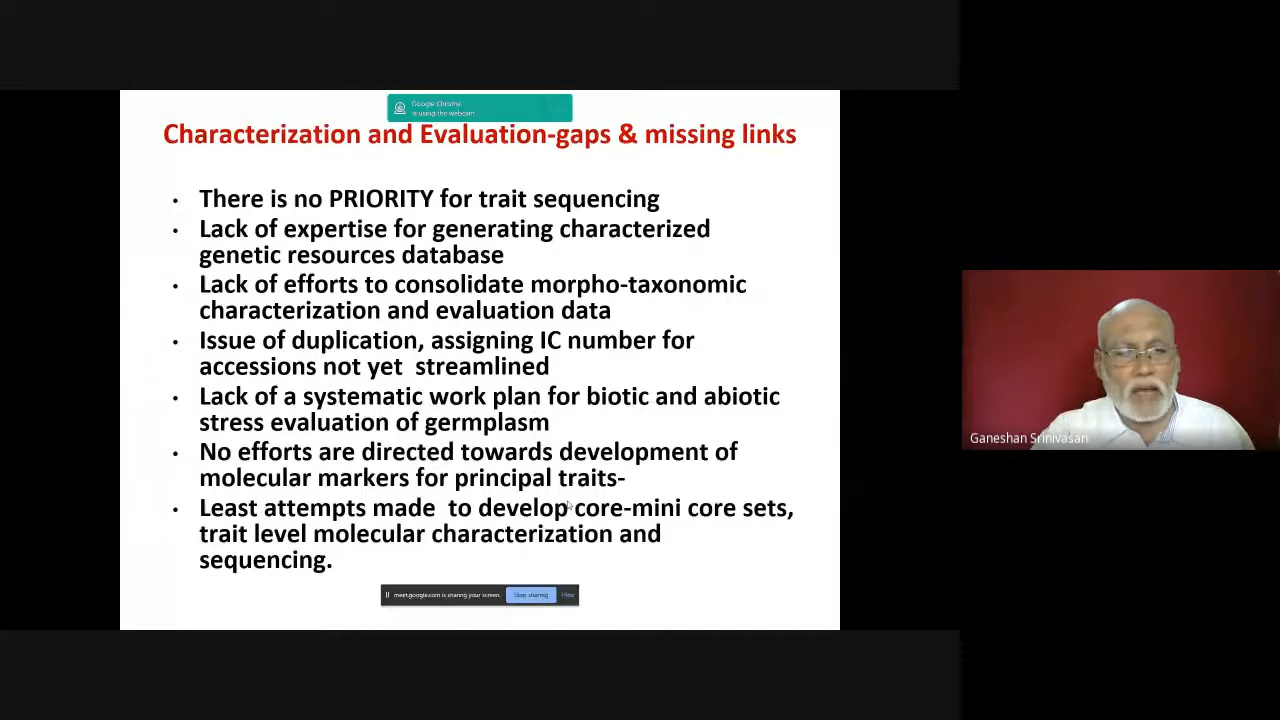 Google Chrome
is using the webcam
Characterization and Evaluation-gaps & missing links
• There is no PRIORITY for trait sequencing
• Lack of expertise for generating characterized
genetic resources database
• Lack of efforts to consolidate morpho-taxonomic
characterization and evaluation data
• Issue of duplication, assigning IC number for
accessions not yet streamlined
• Lack of a systematic work plan for biotic and abiotic
stress evaluation of germplasm
• No efforts are directed towards development of
molecular markers for principal traits-
• Least attempts made to develop core-mini core sets,
trait level molecular characterization and
sequencing.
meet.google.com is sharing your screen. Stop sharing Hide
Ganeshan Srinivasan